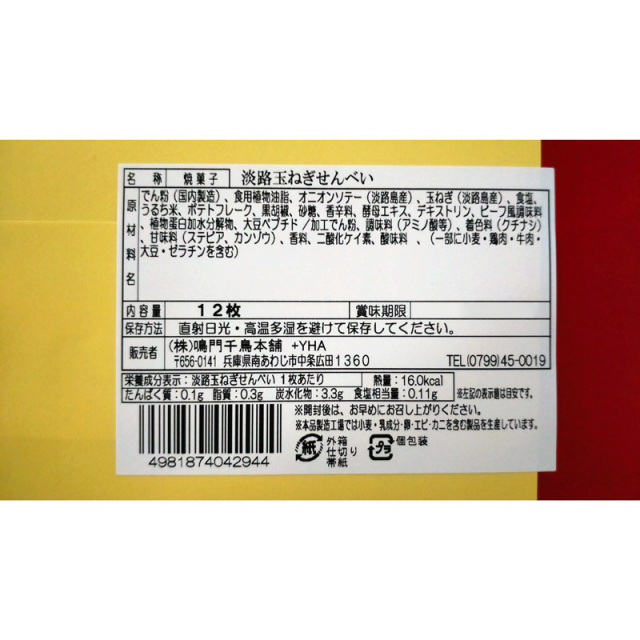 名 称 焼菓子 淡路玉ねぎせんべい
原材料名
でん粉(国内製造)、食用植物油脂、オニオンソテー(淡路島産)、玉ねぎ(淡路島産)、食塩、
うるち米、ポテトフレーク、黒胡椒、砂糖、香辛料、酵母エキス、デキストリン、ビーフ風調味料
、植物蛋白加水分解物、大豆ペプチド/加工でん粉、調味料(アミノ酸等)、着色料(クチナシ)
、甘味料(ステビア、カンゾウ)、香料、二酸化ケイ素、酸味料 、(一部に小麦・鶏肉・牛肉・
大豆・ゼラチンを含む)
内容量 12枚 賞味期限
保存方法 直射日光・高温多湿を避けて保存してください。
販売者 (株)鳴門千鳥本舗 +YHA
〒656-0141 兵庫県南あわじ市中条広田1360 TEL(0799)45-0019
栄養成分表示:淡路玉ねぎせんべい 1枚あたり 熱量:16.0kcal
たんぱく質:0.1g 脂質:0.3g 炭水化物:3.3g 食塩相当量:0.11g ※左記の表示値は目安です。
※開封後は、お早めにお召し上がりください。
※本品製造工場では小麦・乳成分・卵・エビ・カニを含む製品を生産しています。
紙 外箱
仕切り
帯紙
プラ 個包装
4981874042944